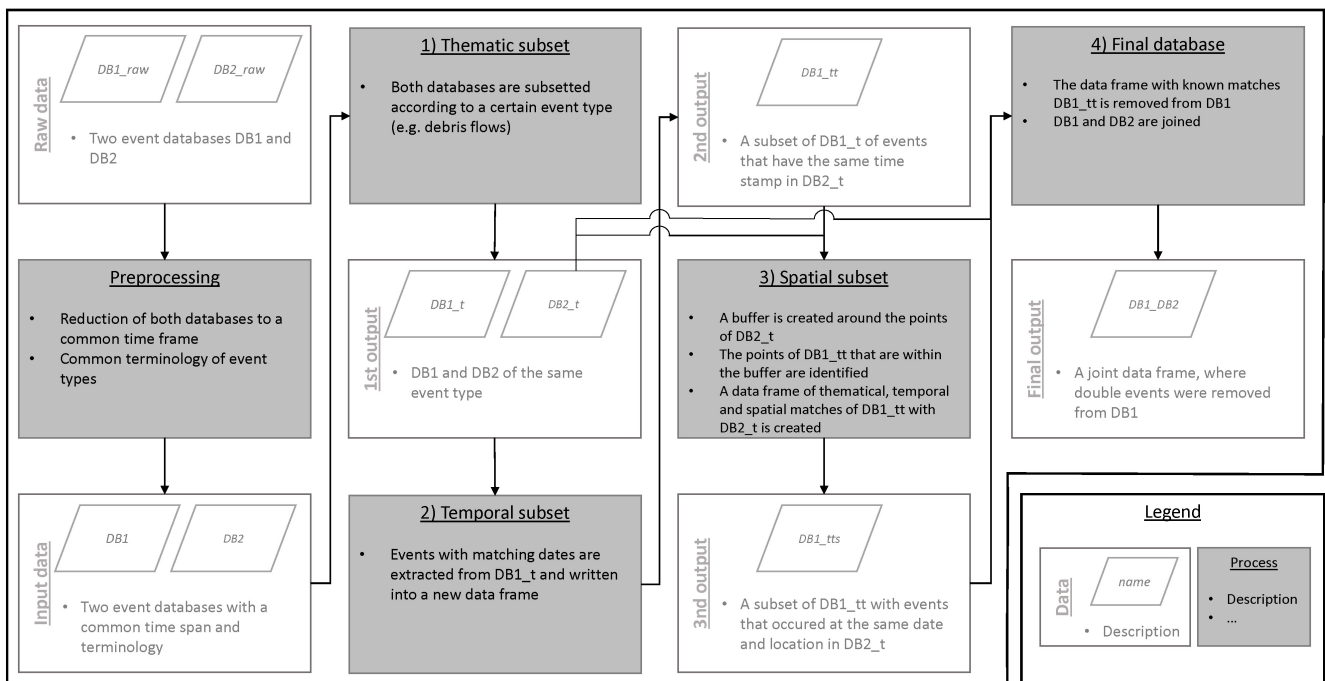 Raw data
DB1_raw
DB2_raw
• Two event databases DB1 and
DB2
Preprocessing
• Reduction of both databases to a
common time frame
• Common terminology of event
types
Input data
DB1
DB2
• Two event databases with a
common time span and
terminology
1) Thematic subset
• Both databases are subsetted
according to a certain event type
(e.g. debris flows)
1st output
DB1_t
DB2_t
• DB1 and DB2 of the same
event type
2) Temporal subset
• Events with matching dates are
extracted from DB1_t and written
into a new data frame
2nd output
DB1_tt
• A subset of DB1_t of events
that have the same time
stamp in DB2_t
3) Spatial subset
• A buffer is created around the points
of DB2_t
• The points of DB1_tt that are within
the buffer are identified
• A data frame of thematical, temporal
and spatial matches of DB1_tt with
DB2_t is created
3nd output
DB1_tts
• A subset of DB1_tt with events
that occured at the same date
and location in DB2_t
4) Final database
• The data frame with known matches
DB1_tt is removed from DB1
• DB1 and DB2 are joined
Final output
DB1_DB2
• A joint data frame, where
double events were removed
from DB1
Legend
Data
name
• Description
Process
• Description
• ...